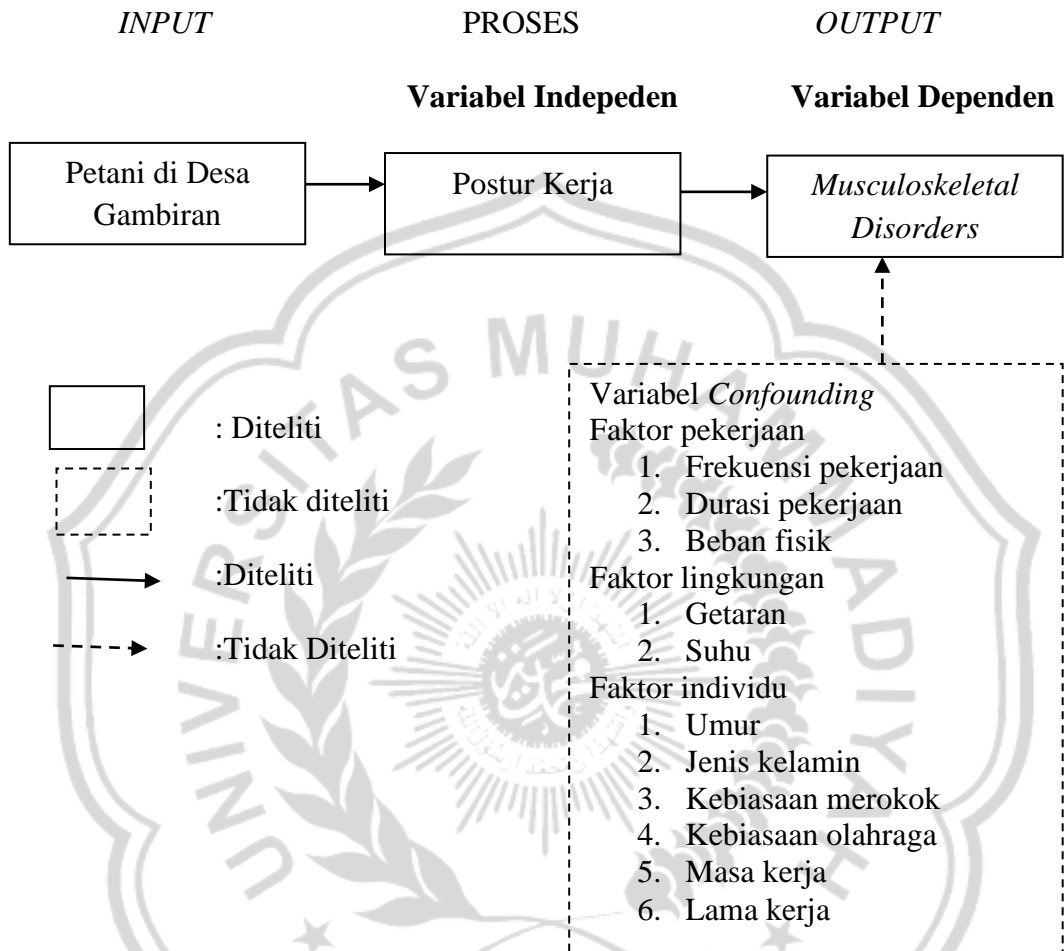 INPUT PROSES OUTPUT
Variabel Indepeden Variabel Dependen
Petani di Desa
Gambiran
Postur Kerja
Musculoskeletal
Disorders
: Diteliti
:Tidak diteliti
:Diteliti
:Tidak Diteliti
Variabel Confounding
Faktor pekerjaan
1. Frekuensi pekerjaan
2. Durasi pekerjaan
3. Beban fisik
Faktor lingkungan
1. Getaran
2. Suhu
Faktor individu
1. Umur
2. Jenis kelamin
3. Kebiasaan merokok
4. Kebiasaan olahraga
5. Masa kerja
6. Lama kerja
UNIVERSITAS MUHAMMADIYAH